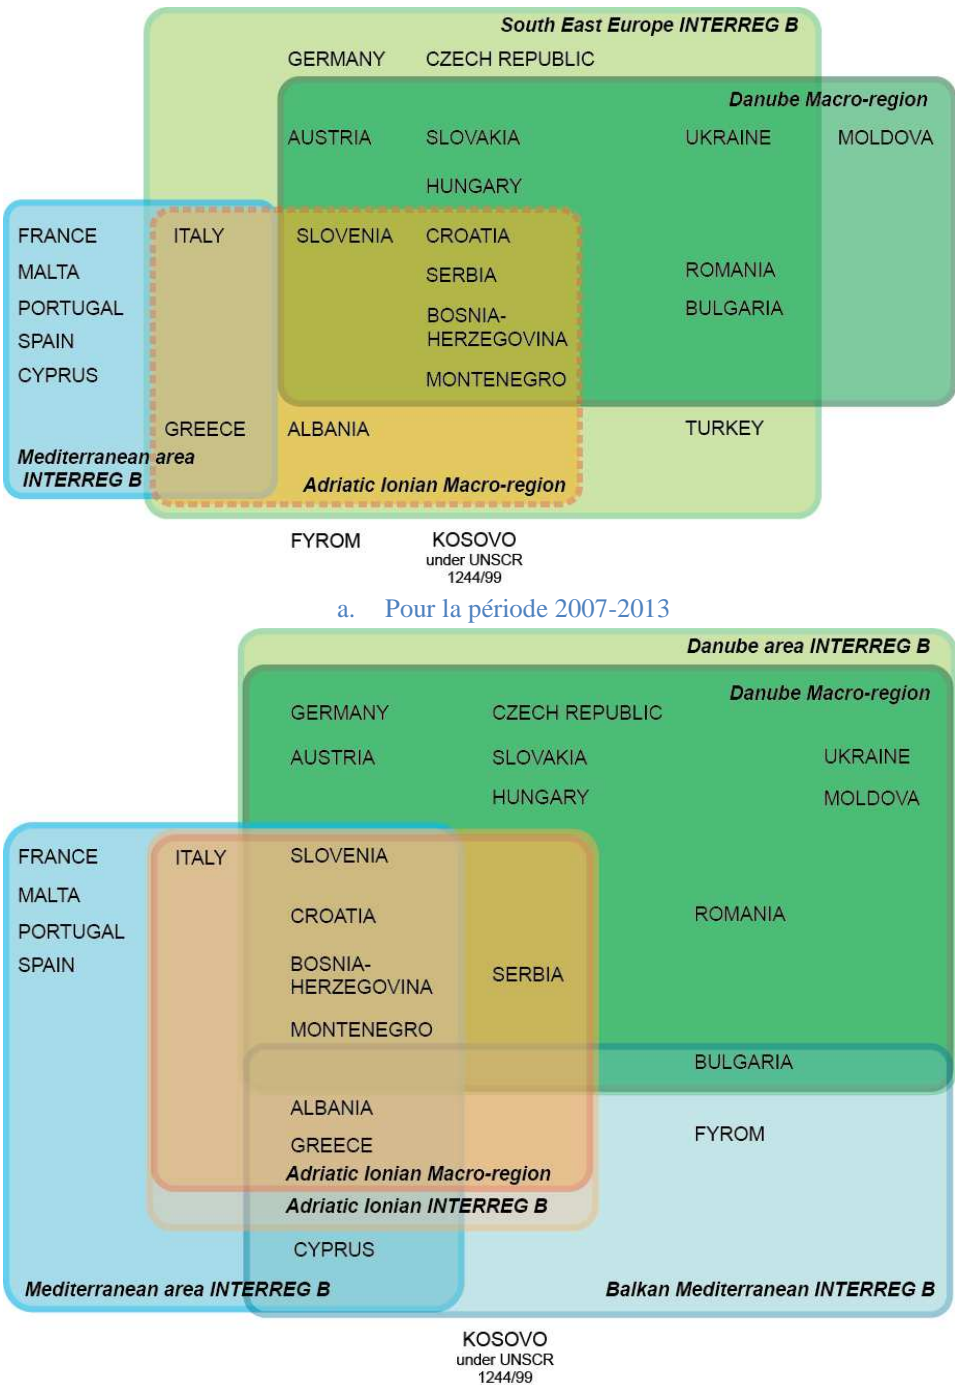 South East Europe INTERREG B
GERMANY CZECH REPUBLIC
Danube Macro-region
AUSTRIA SLOVAKIA UKRAINE MOLDOVA
HUNGARY
FRANCE ITALY SLOVENIA CROATIA
MALTA SERBIA ROMANIA
PORTUGAL BOSNIA- BULGARIA
SPAIN HERZEGOVINA
CYPRUS MONTENEGRO
GREECE ALBANIA TURKEY
Mediterranean area
INTERREG B Adriatic Ionian Macro-region
FYROM KOSOVO
under UNSCR
1244/99
a. Pour la période 2007-2013
Danube area INTERREG B
Danube Macro-region
GERMANY CZECH REPUBLIC
AUSTRIA SLOVAKIA UKRAINE
HUNGARY MOLDOVA
FRANCE ITALY SLOVENIA
MALTA
CROATIA ROMANIA
PORTUGAL
SPAIN BOSNIA- SERBIA
HERZEGOVINA
MONTENEGRO
BULGARIA
ALBANIA
FYROM
GREECE
Adriatic Ionian Macro-region
Adriatic Ionian INTERREG B
CYPRUS
Mediterranean area INTERREG B Balkan Mediterranean INTERREG B
KOSOVO
under UNSCR
1244/99